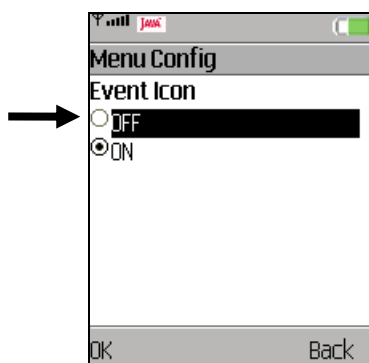 JAVA
Menu Config
Event Icon
OFF
ON
OK Back